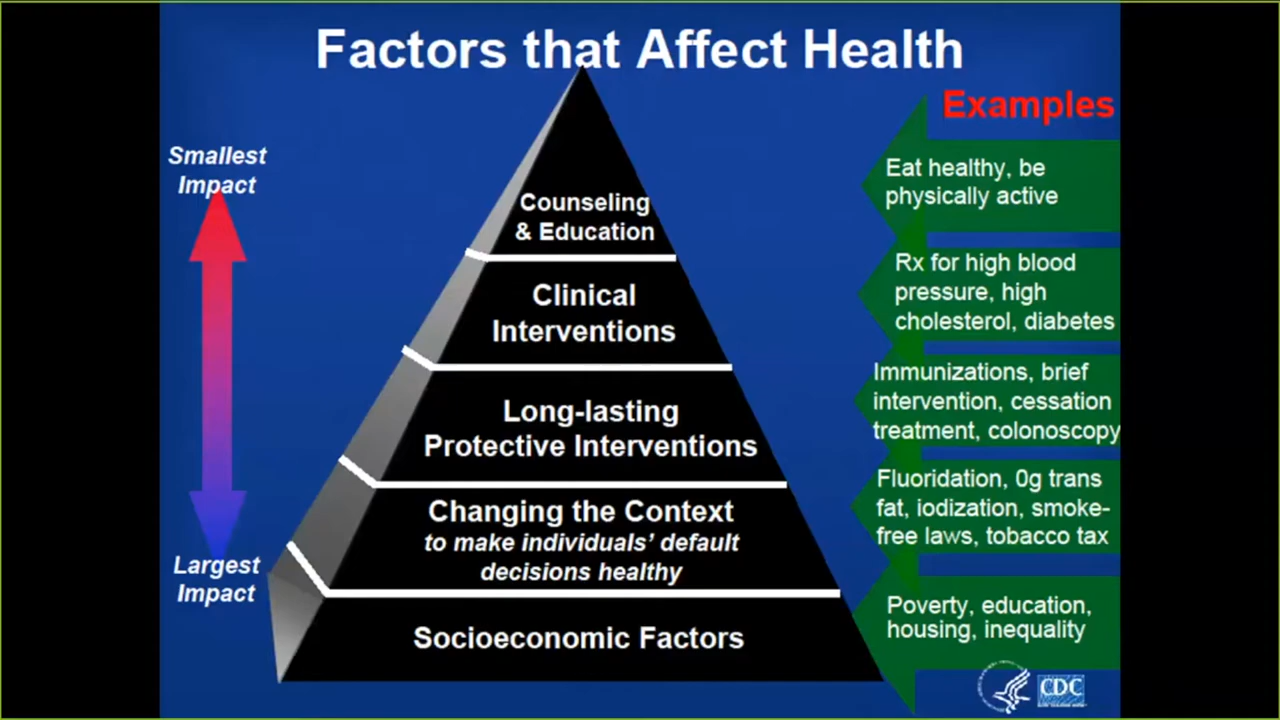 Factors that Affect Health
Examples
Smallest
Impact
Largest
Impact
Counseling
& Education
Clinical
Interventions
Long-lasting
Protective Interventions
Changing the Context
to make individuals’ default
decisions healthy
Socioeconomic Factors
Eat healthy, be
physically active
Rx for high blood
pressure, high
cholesterol, diabetes
Immunizations, brief
intervention, cessation
treatment, colonoscopy
Fluoridation, 0g trans
fat, iodization, smoke-
free laws, tobacco tax
Poverty, education,
housing, inequality
CDC